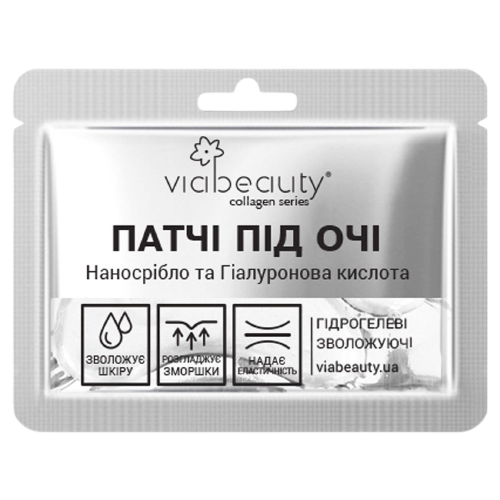 viabeauty®
collagen series
ПАТЧІ ПІД ОЧІ
Наносрібло та Гіалуронова кислота
ЗВОЛОЖУЄ
ШКІРУ
РОЗГЛАДЖУЄ
ЗМОРШКИ
НАДАЄ
ЕЛАСТИЧНІСТЬ
ГІДРОГЕЛЕВІ
ЗВОЛОЖУЮЧІ
viabeauty.ua